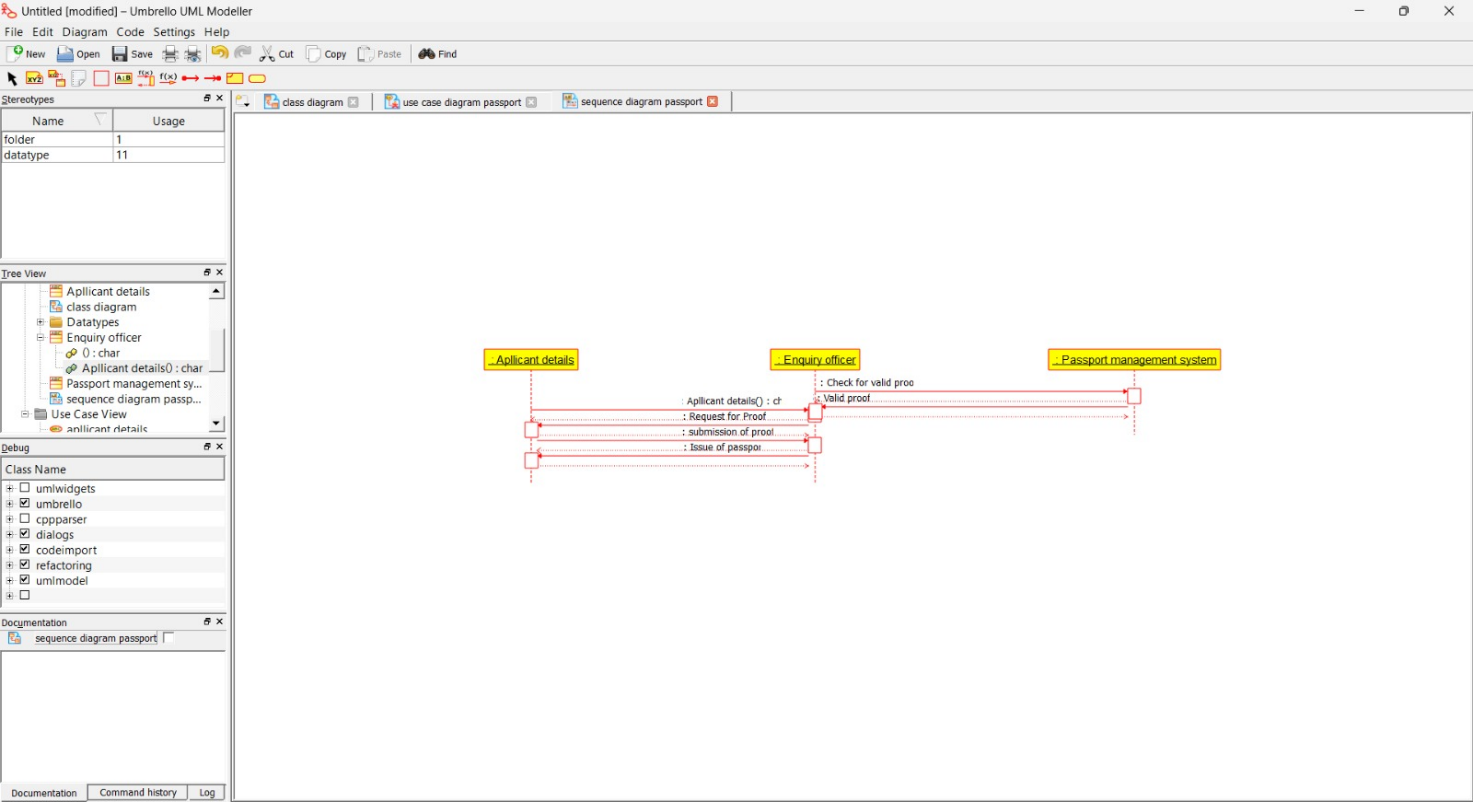 Untitled [modified] – Umbrello UML Modeller
File Edit Diagram Code Settings Help
New Open Save Cut Copy Paste Find
XYZ A↓B f(x) f(x)
Stereotypes
Name Usage
folder 1
datatype 11
Tree View
Apllicant details
class diagram
Datatypes
Enquiry officer
() : char
Apllicant details() : char
Passport management sy...
sequence diagram passp...
Use Case View
apllicant details
Debug
Class Name
umlwidgets
umbrello
cppparser
dialogs
codeimport
refactoring
umlmodel
Documentation
sequence diagram passport
Documentation Command history Log
class diagram use case diagram passport sequence diagram passport
: Apllicant details : Enquiry officer : Passport management system
: Check for valid proo
: Valid proof
: Apllicant details() : ch
: Request for Proof
: submission of proof
: Issue of passpor